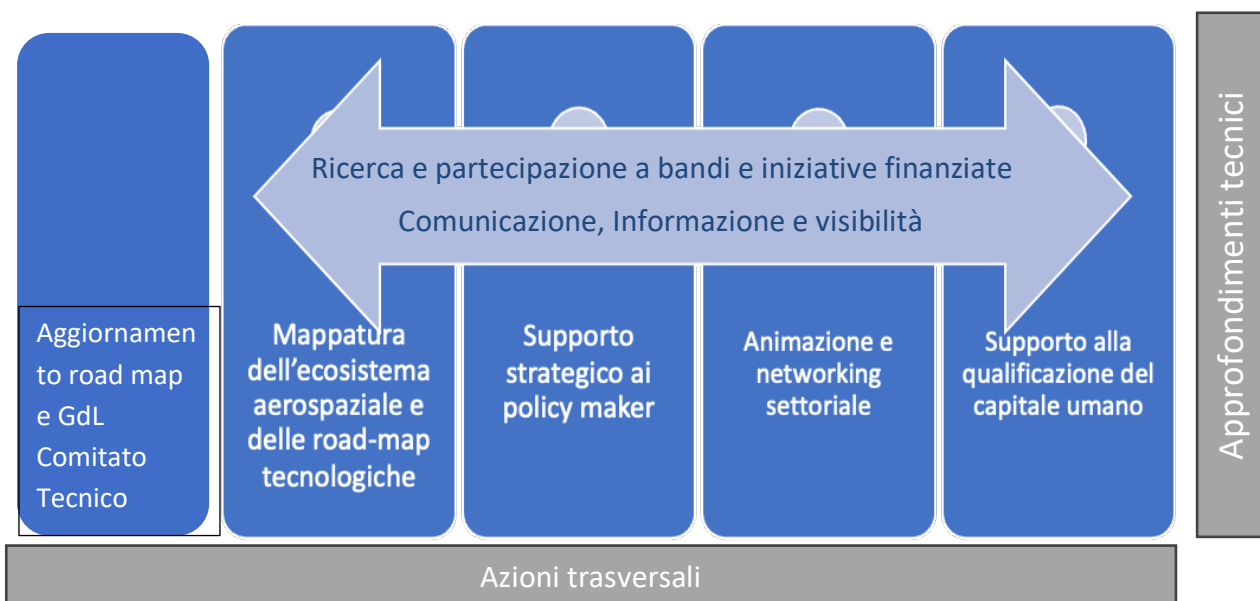 Ricerca e partecipazione a bandi e iniziative finanziate
Comunicazione, Informazione e visibilità
Aggiornamen
to road map
e GdL
Comitato
Tecnico
Mappatura
dell'ecosistema
aerospaziale e
delle road-map
tecnologiche
Supporto
strategico ai
policy maker
Animazione e
networking
settoriale
Supporto alla
qualificazione del
capitale umano
Approfondimenti tecnici
Azioni trasversali